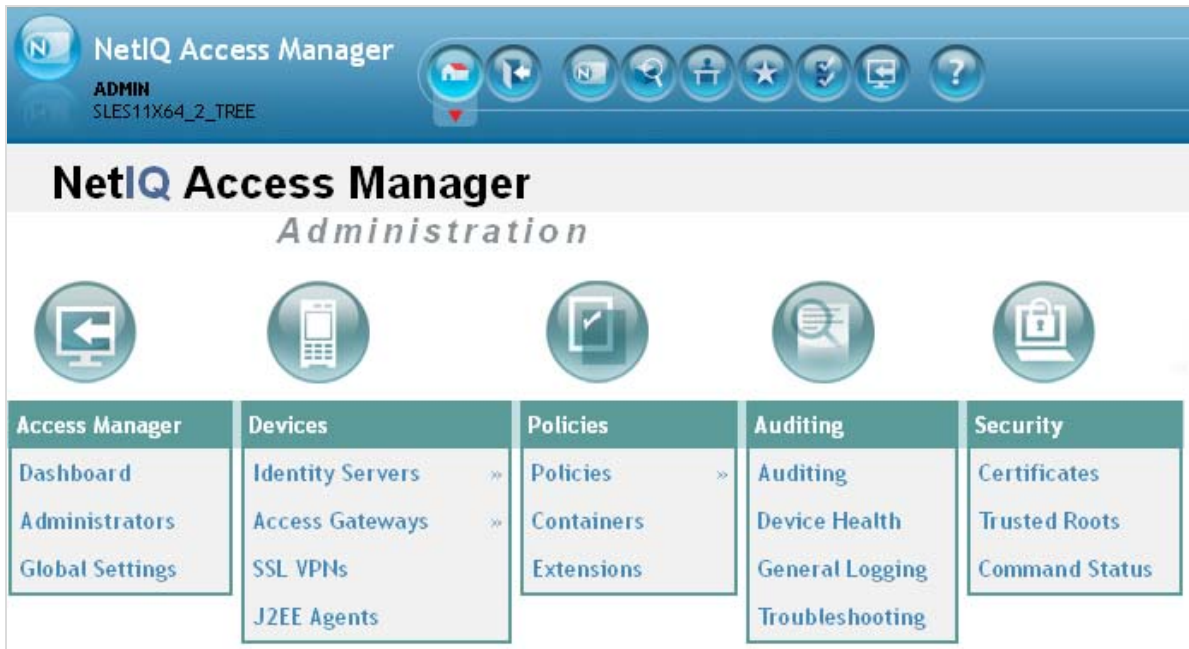 NetIQ Access Manager
ADMIN
SLES11X64_2_TREE
N
?
NetIQ Access Manager
Administration
Access Manager
Dashboard
Administrators
Global Settings
Devices
Identity Servers »
Access Gateways »
SSL VPNs
J2EE Agents
Policies
Policies »
Containers
Extensions
Auditing
Auditing
Device Health
General Logging
Troubleshooting
Security
Certificates
Trusted Roots
Command Status